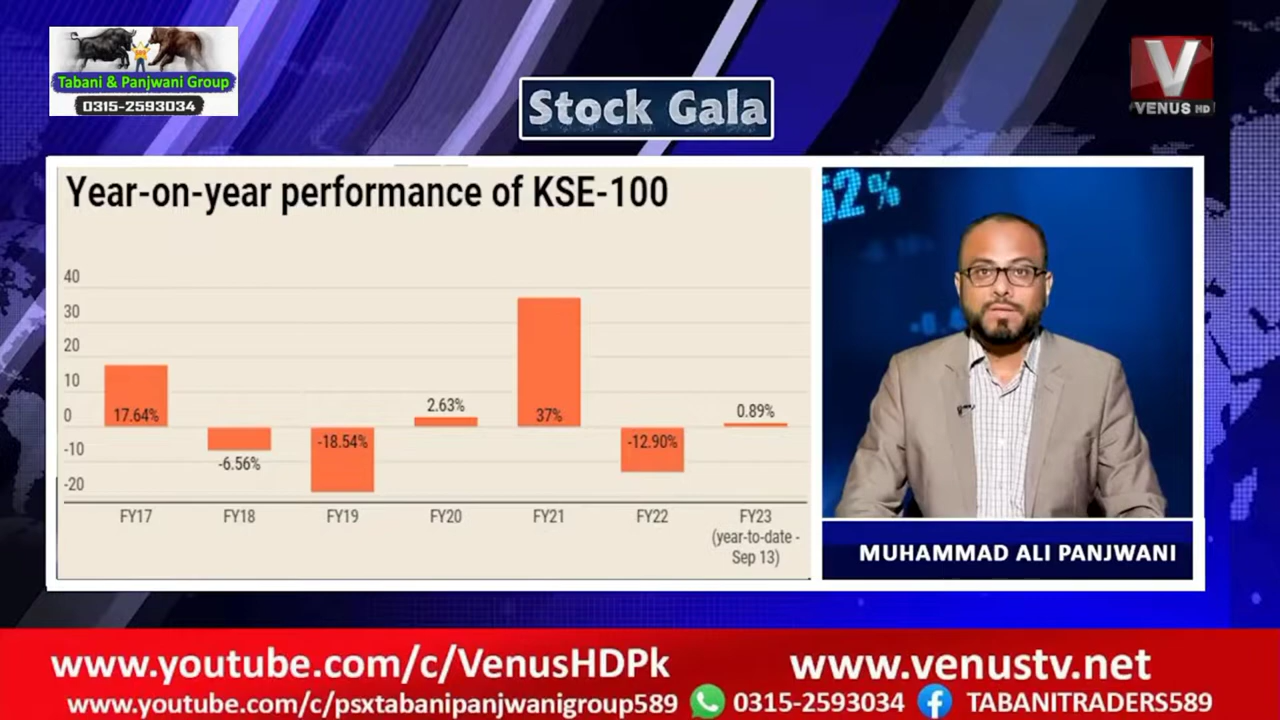 Tabani & Panjwani Group
0315-2593034
Stock Gala
V
VENUS HD
Year-on-year performance of KSE-100
40
30
20
10
0
-10
-20
17.64%
-6.56%
-18.54%
2.63%
37%
-12.90%
0.89%
FY17
FY18
FY19
FY20
FY21
FY22
FY23
(year-to-date -
Sep 13)
52%
MUHAMMAD ALI PANJWANI
www.youtube.com/c/VenusHDPk
www.venustv.net
www.youtube.com/c/psxtabanipanjwanigroup589
0315-2593034
TABANITRADERS589